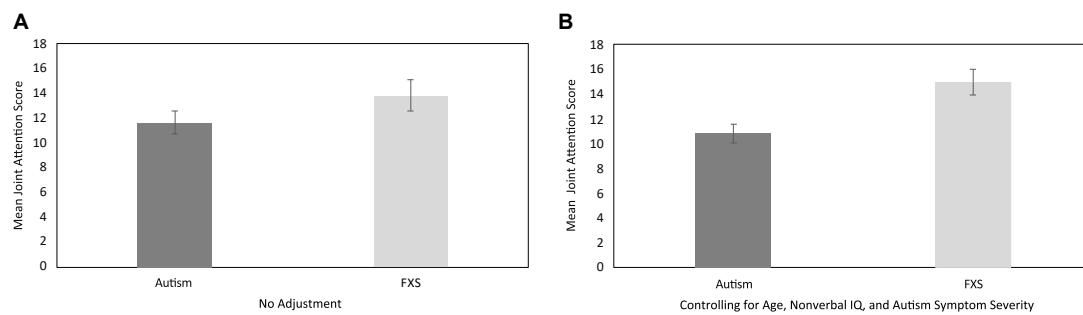 A
Mean Joint Attention Score
18
16
14
12
10
8
6
4
2
0
Autism
FXS
No Adjustment
B
Mean Joint Attention Score
18
16
14
12
10
8
6
4
2
0
Autism
FXS
Controlling for Age, Nonverbal IQ, and Autism Symptom Severity